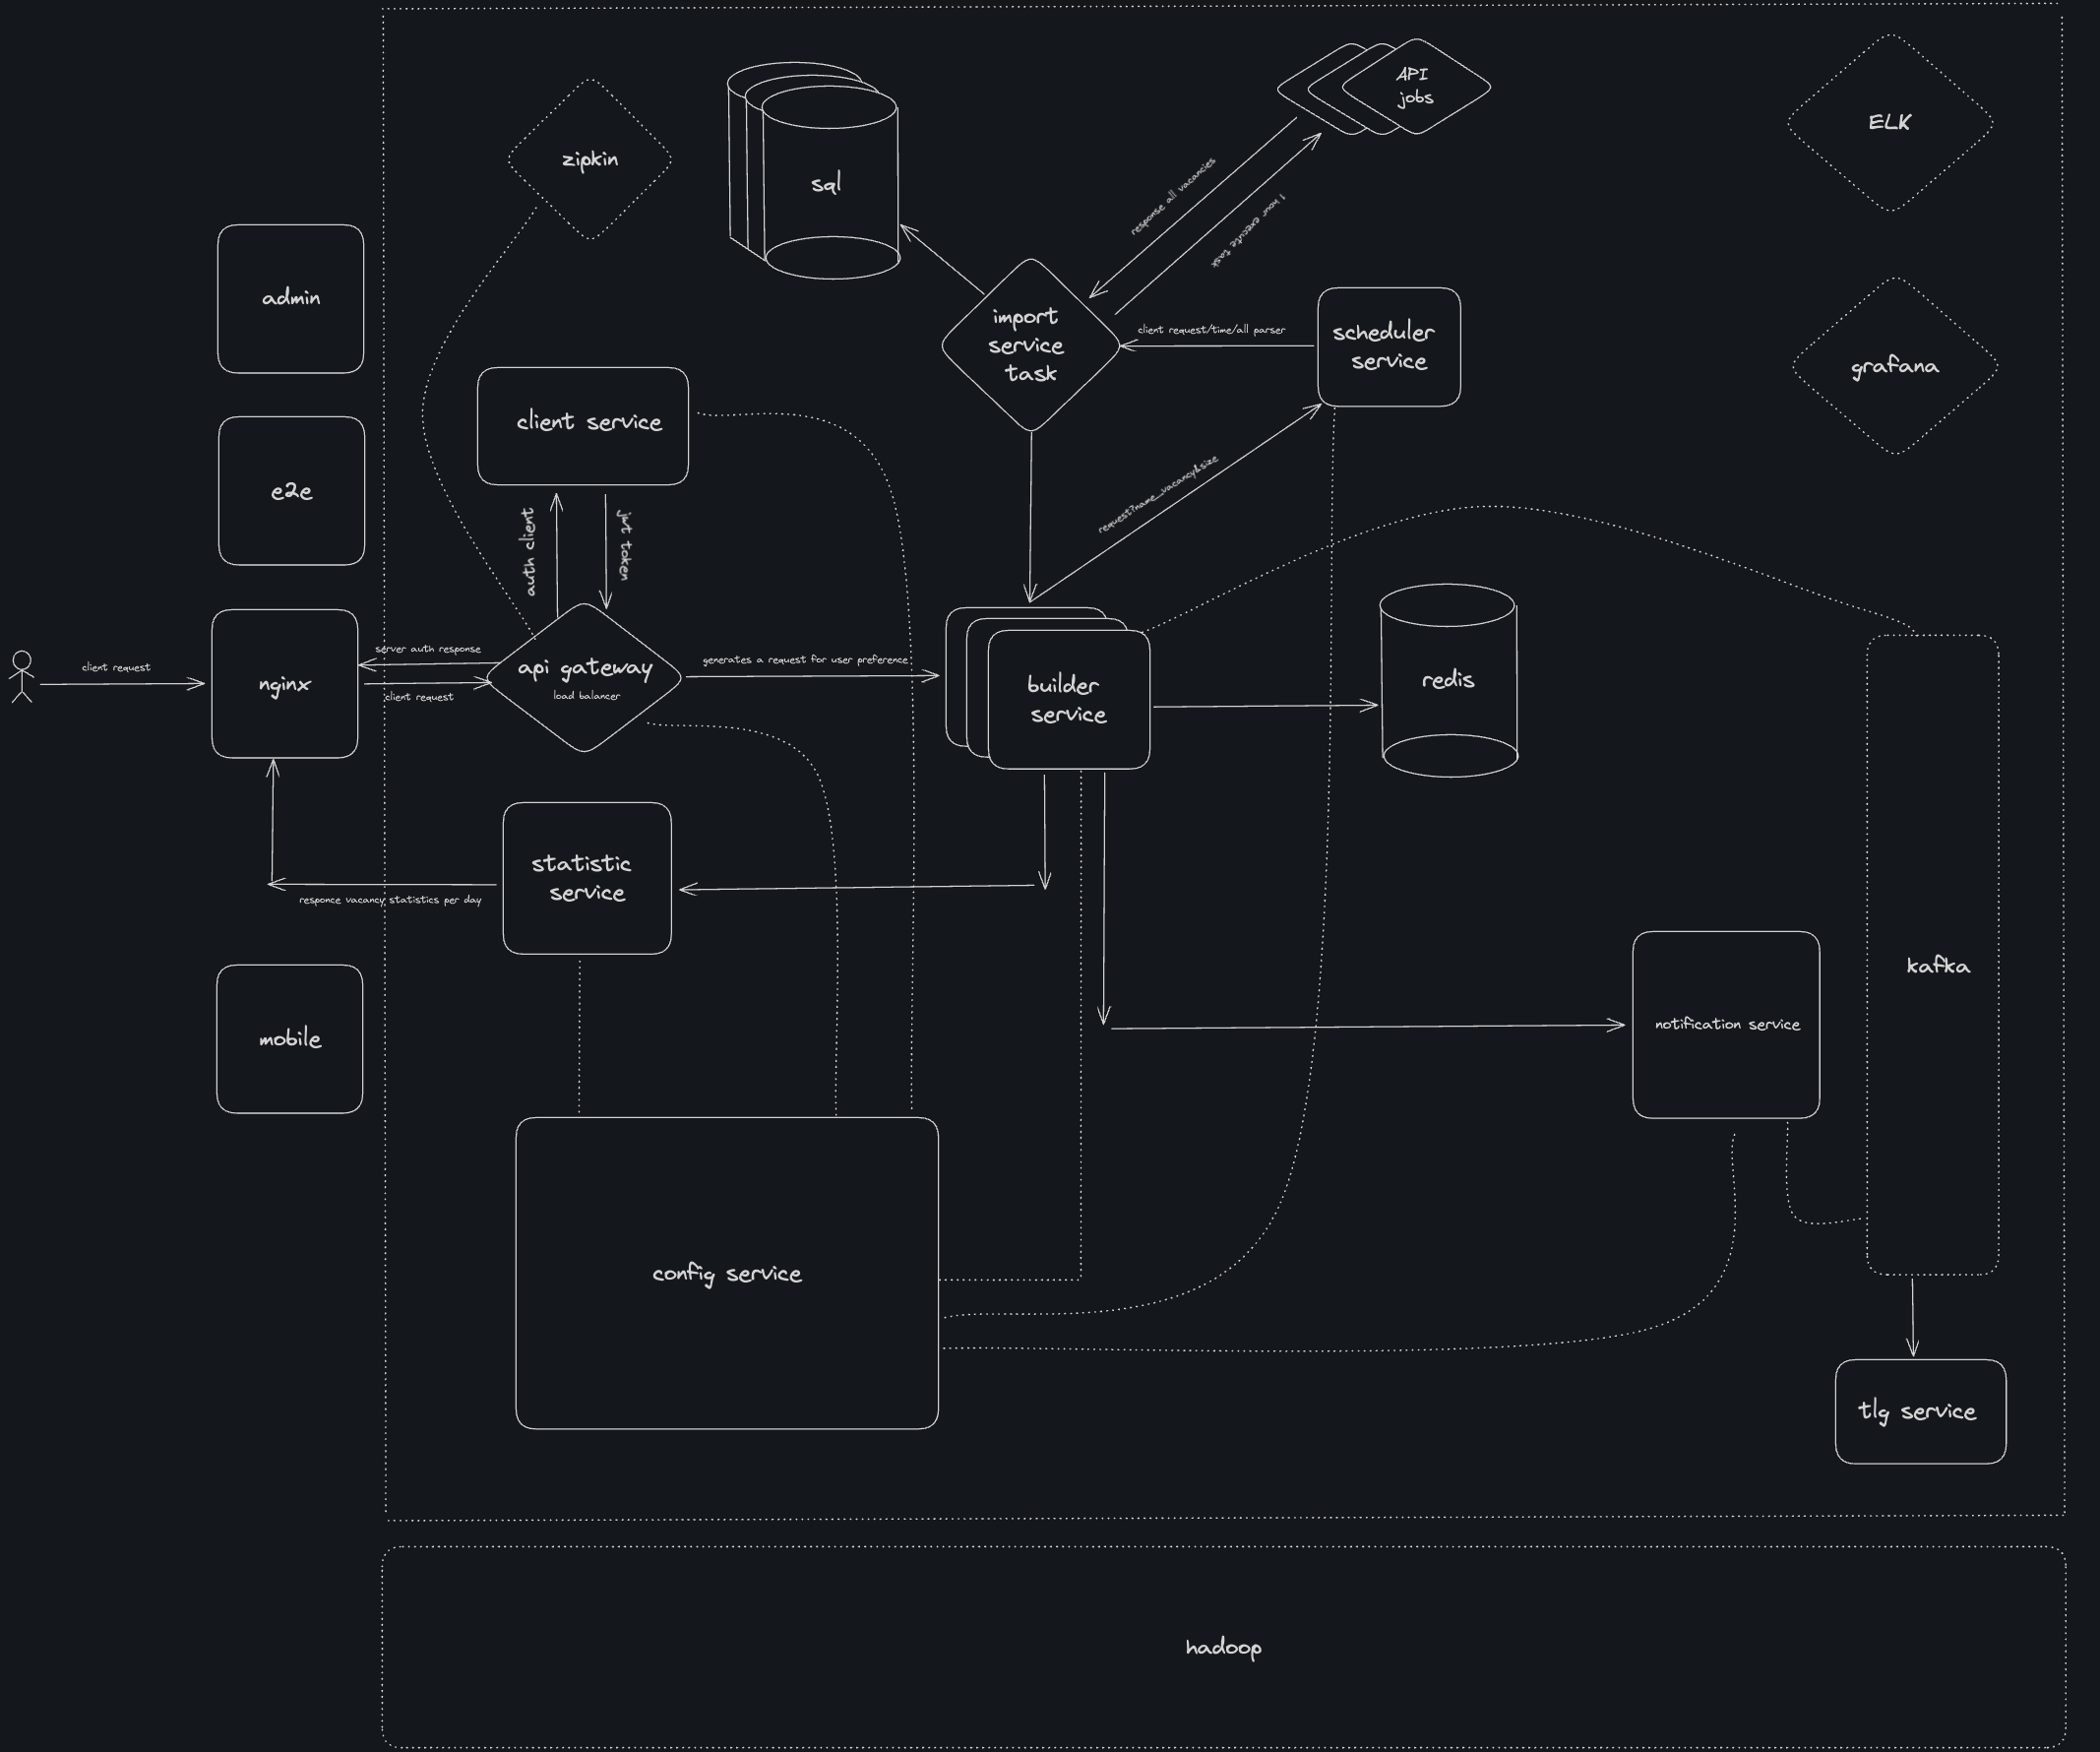 API
jobs
ELK
zipkin
sql
response all vacancies
1 hour execute task
admin
import
service
task
client request/time/all parser
scheduler
service
grafana
client service
request?name_vacancy&size
e2e
auth client
jwt token
client request
nginx
server auth response
client request
api gateway
load balancer
generates a request for user preference
builder
service
redis
statistic
service
responce vacancy statistics per day
kafka
notification service
mobile
config service
tlg service
hadoop